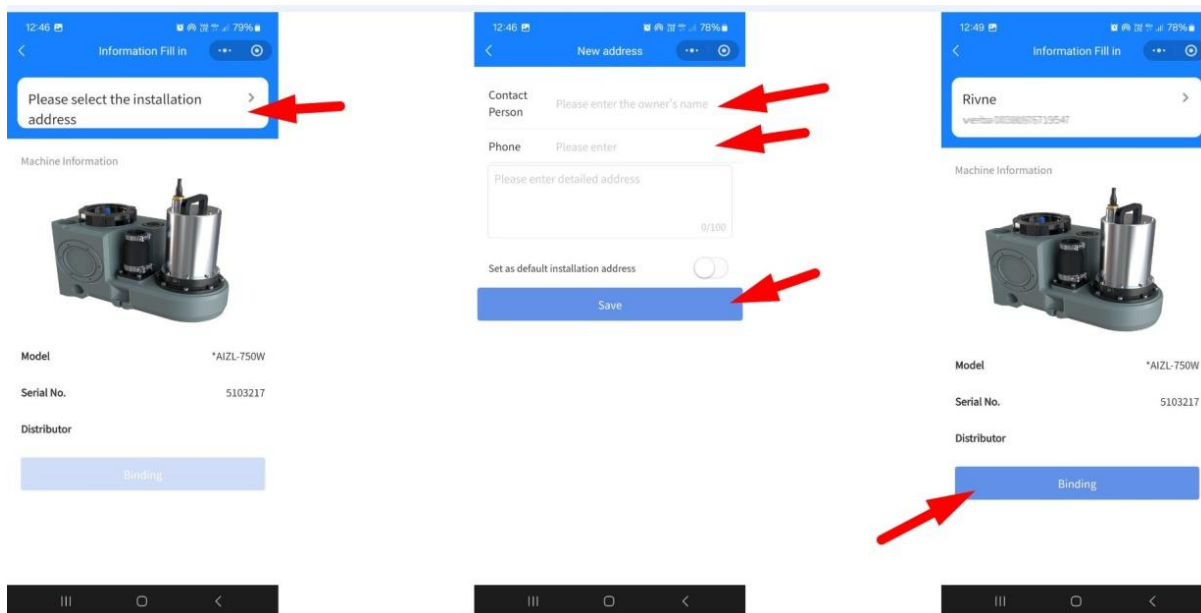 12:46
79%
Information Fill in
Please select the installation
address
Machine Information
Model *AIZL-750W
Serial No. 5103217
Distributor
Binding
12:46
78%
New address
Contact
Person
Please enter the owner's name
Phone Please enter
Please enter detailed address
0/100
Set as default installation address
Save
12:49
78%
Information Fill in
Rivne
Machine Information
Model *AIZL-750W
Serial No. 5103217
Distributor
Binding